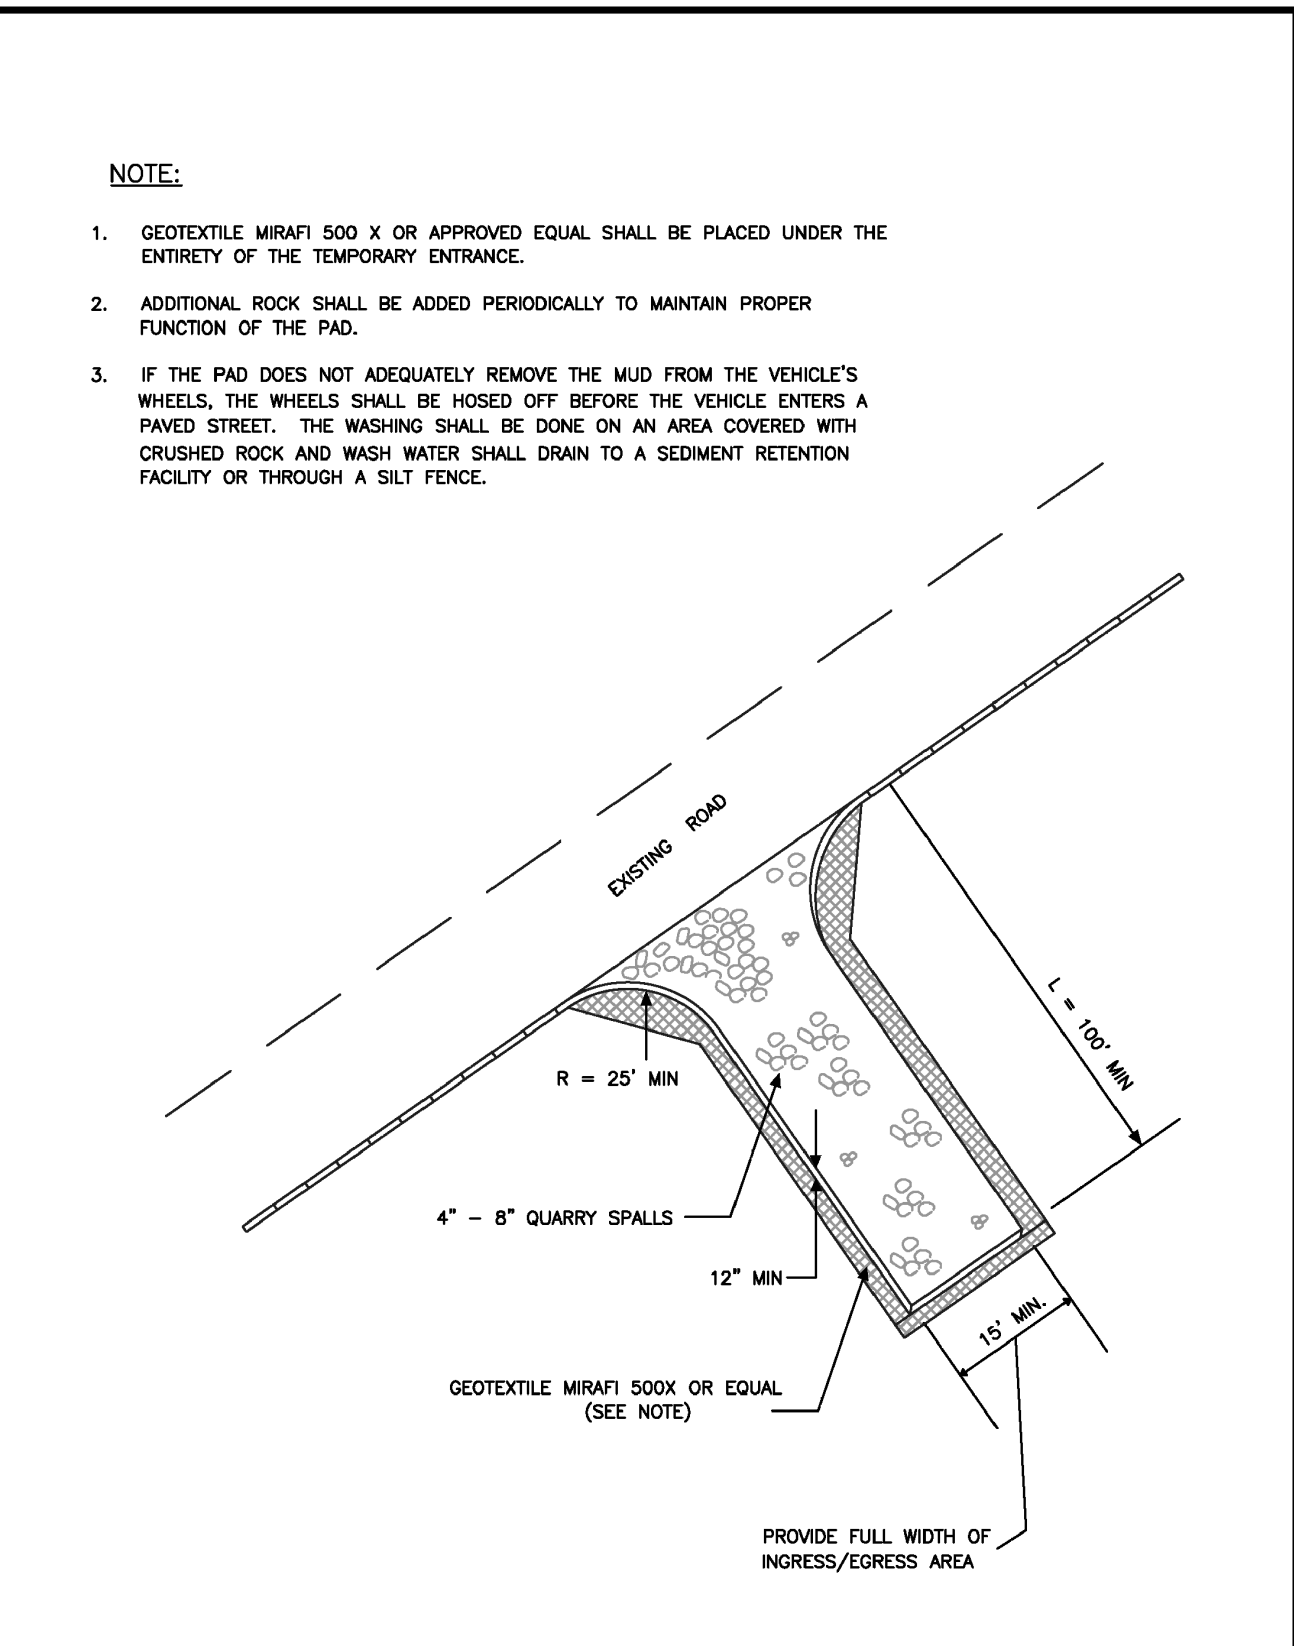 NOTE:
1. GEOTEXTILE MIRAFI 500 X OR APPROVED EQUAL SHALL BE PLACED UNDER THE
ENTIRETY OF THE TEMPORARY ENTRANCE.
2. ADDITIONAL ROCK SHALL BE ADDED PERIODICALLY TO MAINTAIN PROPER
FUNCTION OF THE PAD.
3. IF THE PAD DOES NOT ADEQUATELY REMOVE THE MUD FROM THE VEHICLE'S
WHEELS, THE WHEELS SHALL BE HOSED OFF BEFORE THE VEHICLE ENTERS A
PAVED STREET. THE WASHING SHALL BE DONE ON AN AREA COVERED WITH
CRUSHED ROCK AND WASH WATER SHALL DRAIN TO A SEDIMENT RETENTION
FACILITY OR THROUGH A SILT FENCE.
EXISTING ROAD
L = 100' MIN
R = 25' MIN
4" - 8" QUARRY SPALLS
12" MIN
15' MIN.
GEOTEXTILE MIRAFI 500X OR EQUAL
(SEE NOTE)
PROVIDE FULL WIDTH OF
INGRESS/EGRESS AREA